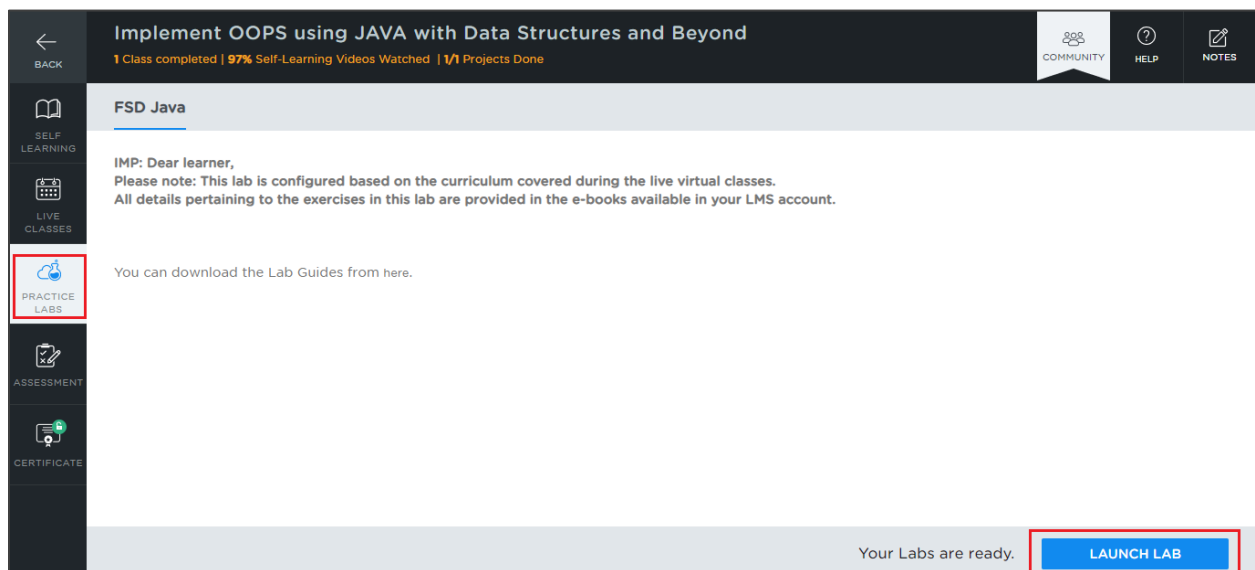 Implement OOPS using JAVA with Data Structures and Beyond
1 Class completed | 97% Self-Learning Videos Watched | 1/1 Projects Done
BACK
COMMUNITY
HELP
NOTES
SELF
LEARNING
LIVE
CLASSES
PRACTICE
LABS
ASSESSMENT
CERTIFICATE
FSD Java
IMP: Dear learner,
Please note: This lab is configured based on the curriculum covered during the live virtual classes.
All details pertaining to the exercises in this lab are provided in the e-books available in your LMS account.
You can download the Lab Guides from here.
Your Labs are ready.
LAUNCH LAB